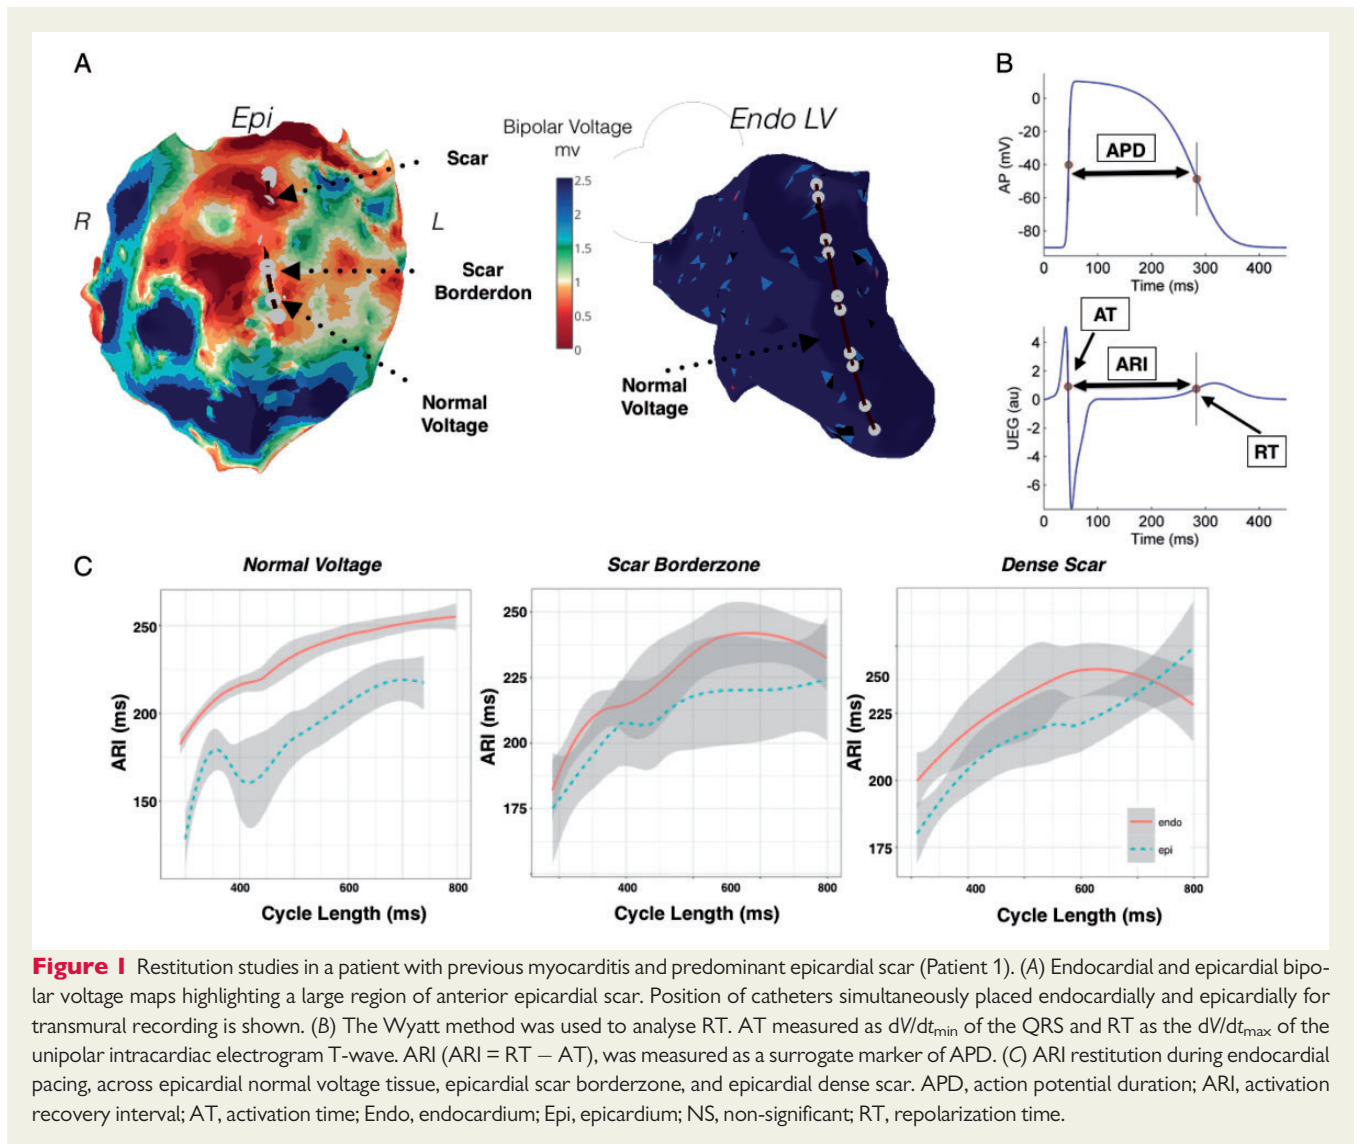 A
Epi
R
L
Scar
Scar
Borderdon
Normal
Voltage
Bipolar Voltage
mv
2.5
2
1.5
1
0.5
0
Endo LV
Normal
Voltage
B
AP (mV)
0
-20
-40
-60
-80
APD
0 100 200 300 400
Time (ms)
UEG (au)
4
2
0
-2
-4
-6
AT
ARI
RT
0 100 200 300 400
Time (ms)
C
Normal Voltage
ARI (ms)
250
200
150
400 600 800
Cycle Length (ms)
Scar Borderzone
ARI (ms)
250
225
200
175
400 600 800
Cycle Length (ms)
Dense Scar
ARI (ms)
250
225
200
175
endo
epi
400 600 800
Cycle Length (ms)
Figure 1 Restitution studies in a patient with previous myocarditis and predominant epicardial scar (Patient 1). (A) Endocardial and epicardial bipo-
lar voltage maps highlighting a large region of anterior epicardial scar. Position of catheters simultaneously placed endocardially and epicardially for
transmural recording is shown. (B) The Wyatt method was used to analyse RT. AT measured as dV/dtmin of the QRS and RT as the dV/dtmax of the
unipolar intracardiac electrogram T-wave. ARI (ARI = RT − AT), was measured as a surrogate marker of APD. (C) ARI restitution during endocardial
pacing, across epicardial normal voltage tissue, epicardial scar borderzone, and epicardial dense scar. APD, action potential duration; ARI, activation
recovery interval; AT, activation time; Endo, endocardium; Epi, epicardium; NS, non-significant; RT, repolarization time.